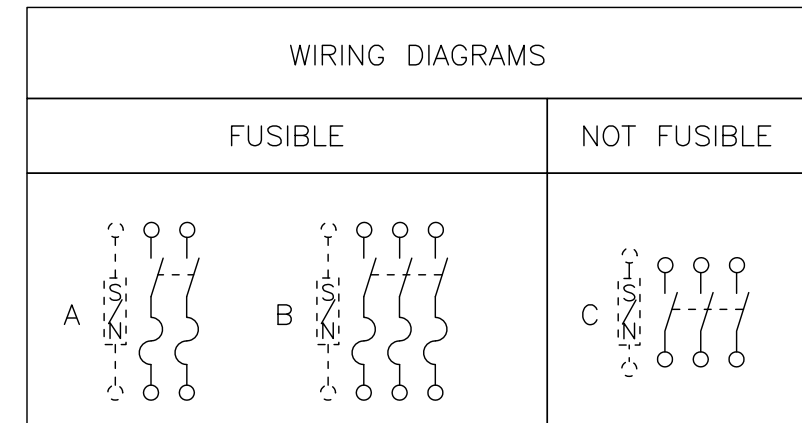 WIRING DIAGRAMS
FUSIBLE
NOT FUSIBLE
A
S/N
B
S/N
C
S/N